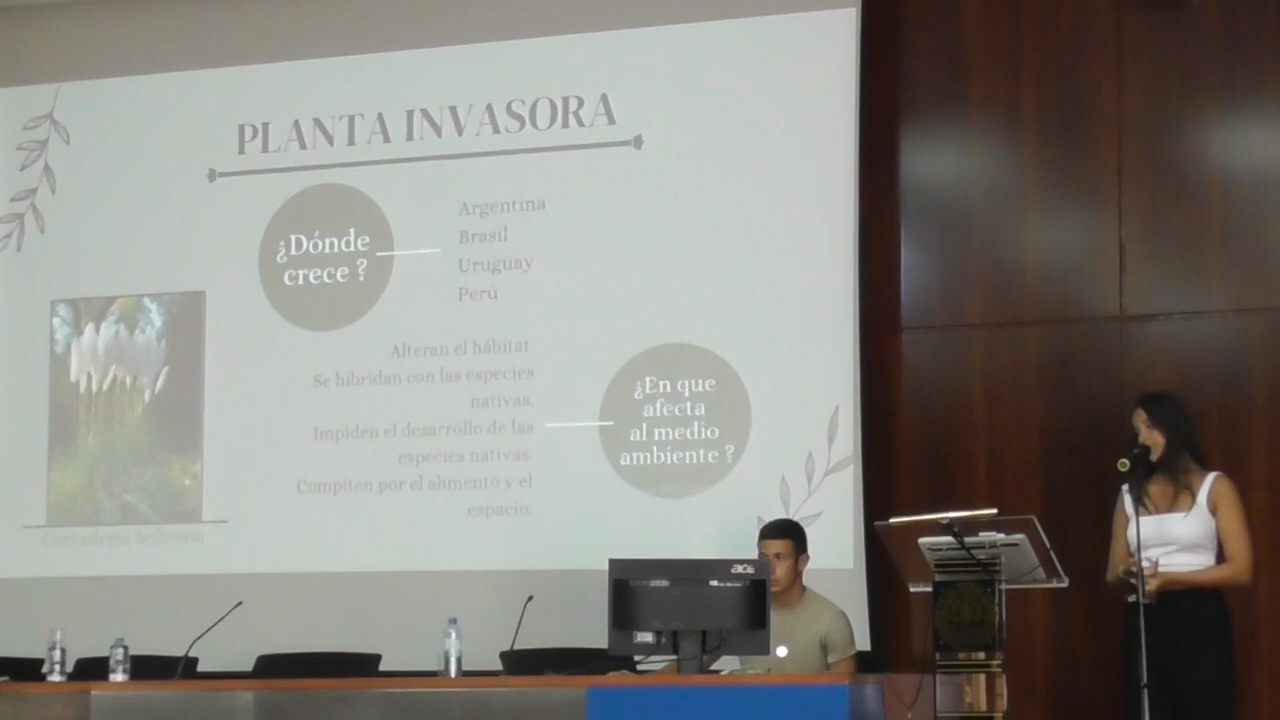 PLANTA INVASORA
¿Dónde
crece ?
Argentina
Brasil
Uruguay
Perú
Alteran el hábitat.
Se hibridan con las especies
nativas.
Impiden el desarrollo de las
especies nativas.
Compiten por el alimento y el
espacio.
¿En que
afecta
al medio
ambiente ?
Cortaderia Selloana
acer